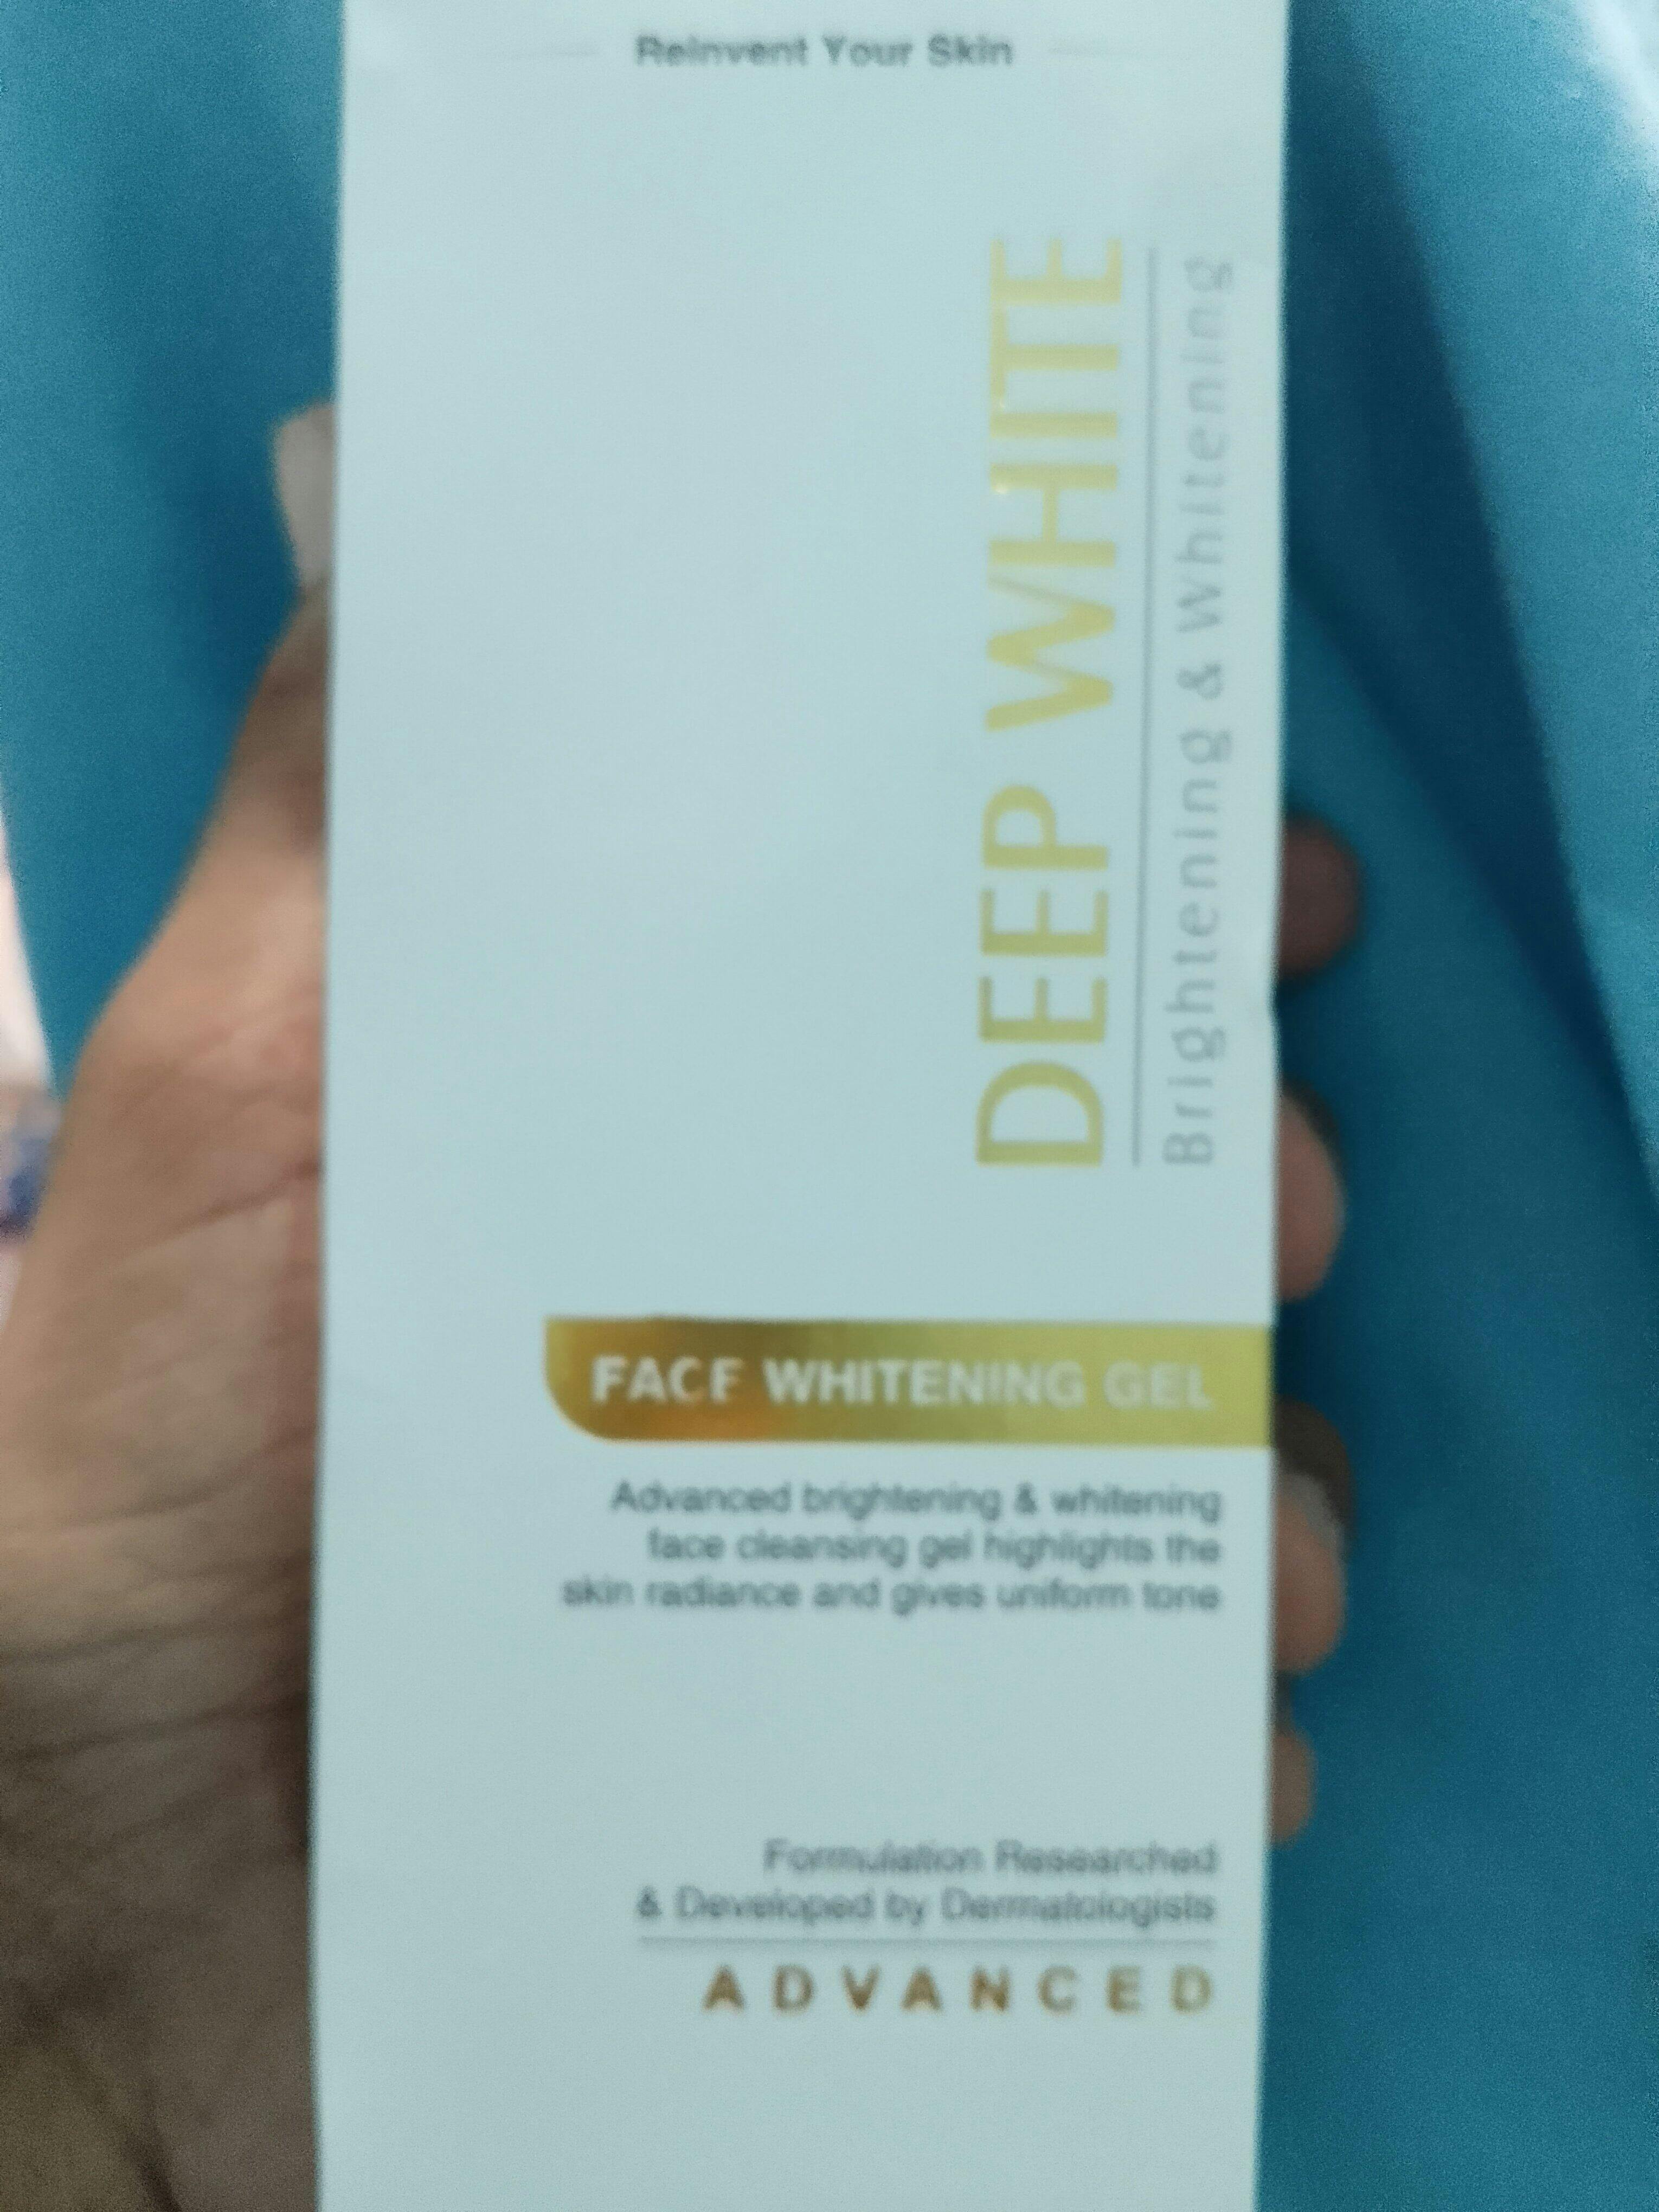 Reinvent Your Skin
DEEP WHITE
Brightening & Whitening
FACE WHITENING GEL
Advanced brightening & whitening
face cleansing gel highlights the
skin radiance and gives uniform tone
Formulation Researched
& Developed by Dermatologists
ADVANCED